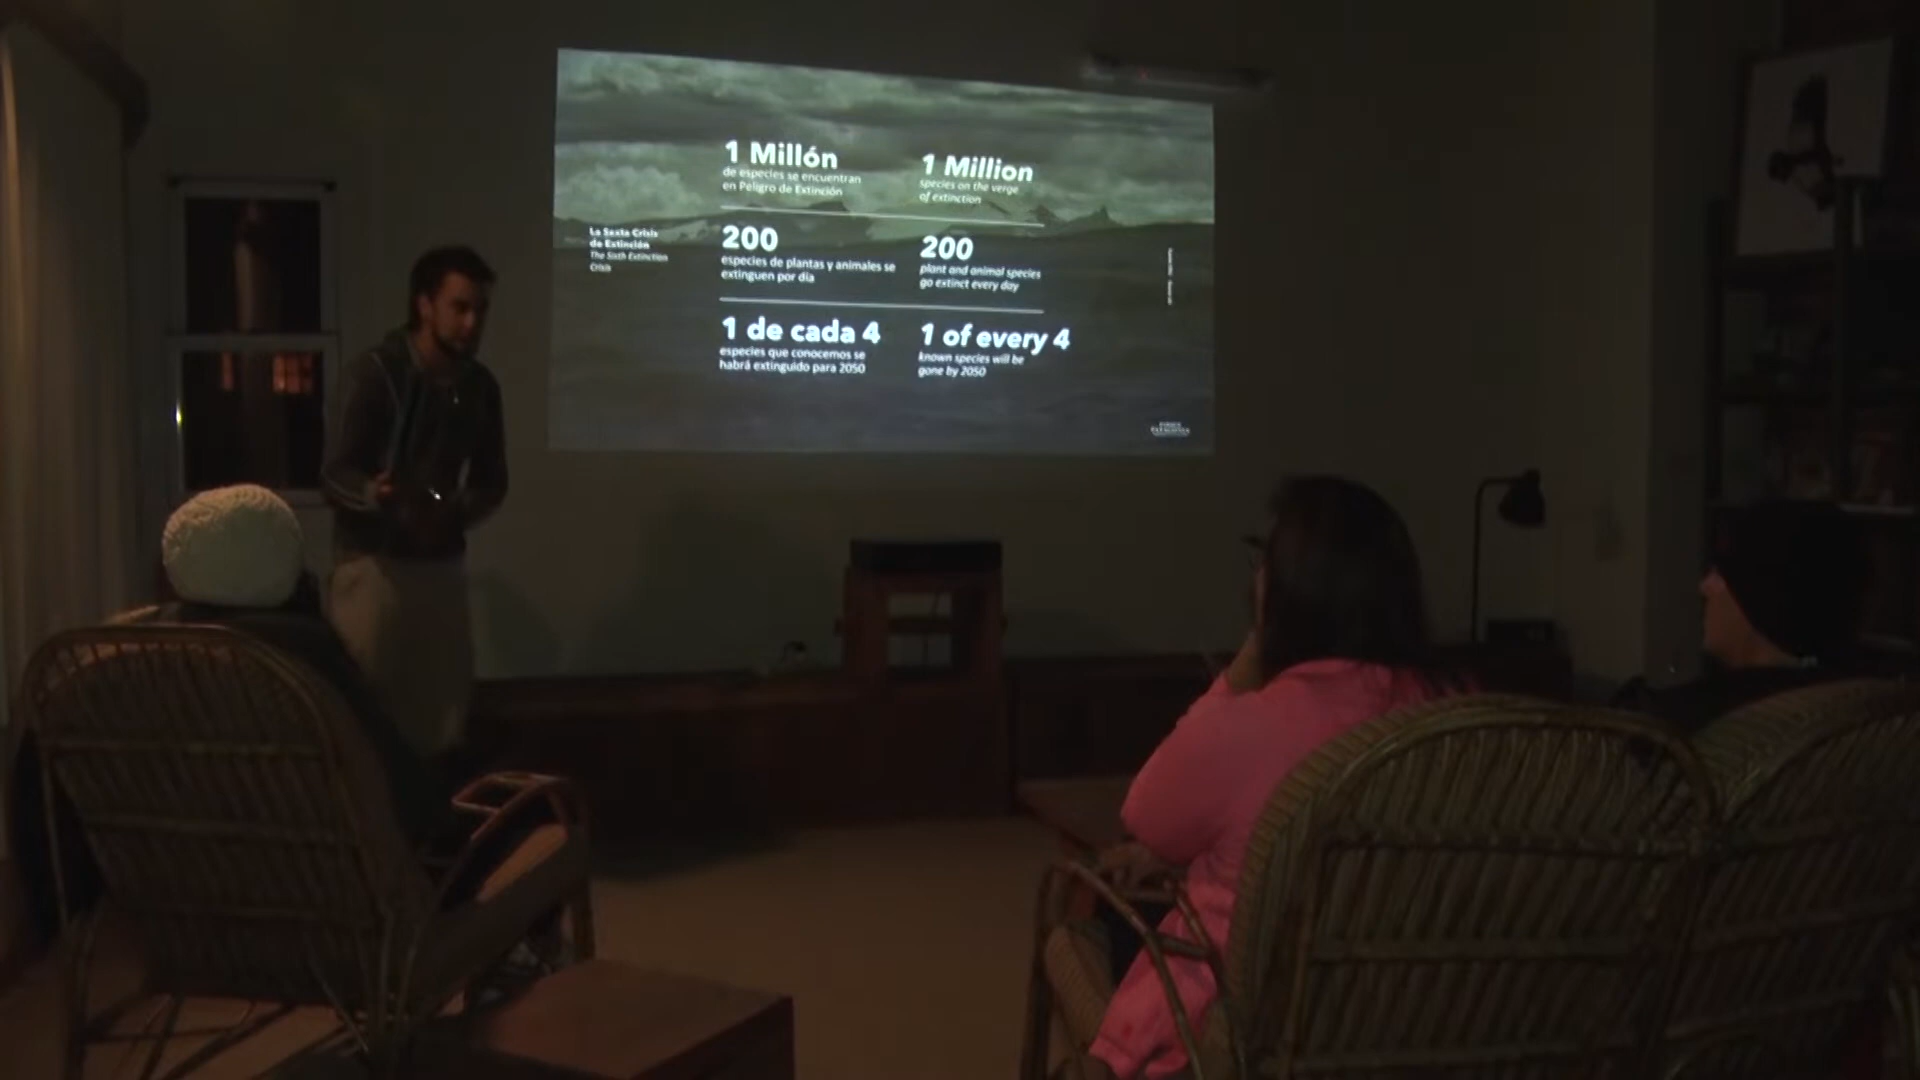 La Sexta Crisis
de Extinción
The Sixth Extinction
Crisis
1 Millón
de especies se encuentran
en Peligro de Extinción
1 Million
species on the verge
of extinction
200
especies de plantas y animales se
extinguen por día
200
plant and animal species
go extinct every day
1 de cada 4
especies que conocemos se
habrá extinguido para 2050
1 of every 4
known species will be
gone by 2050